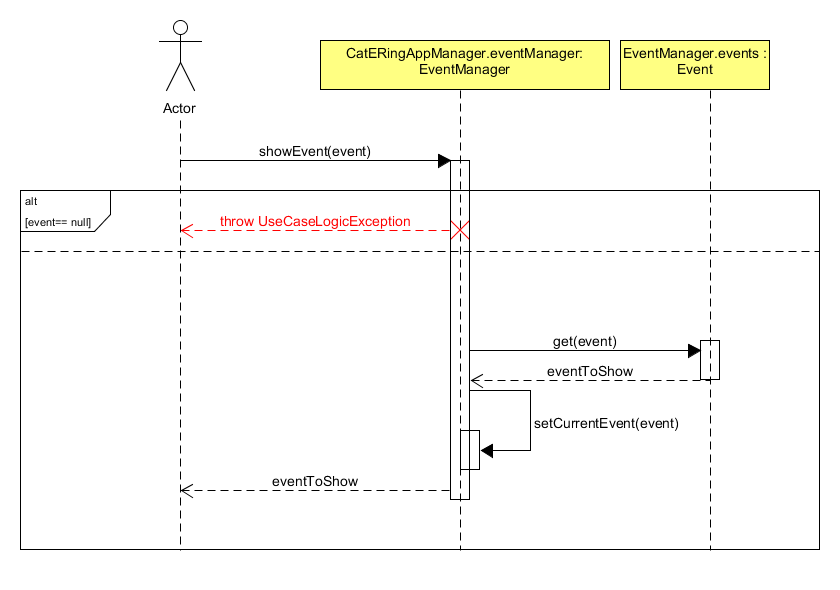 CatERingAppManager.eventManager:
EventManager
EventManager.events :
Event
Actor
showEvent(event)
alt
[event== null]
throw UseCaseLogicException
get(event)
eventToShow
setCurrentEvent(event)
eventToShow